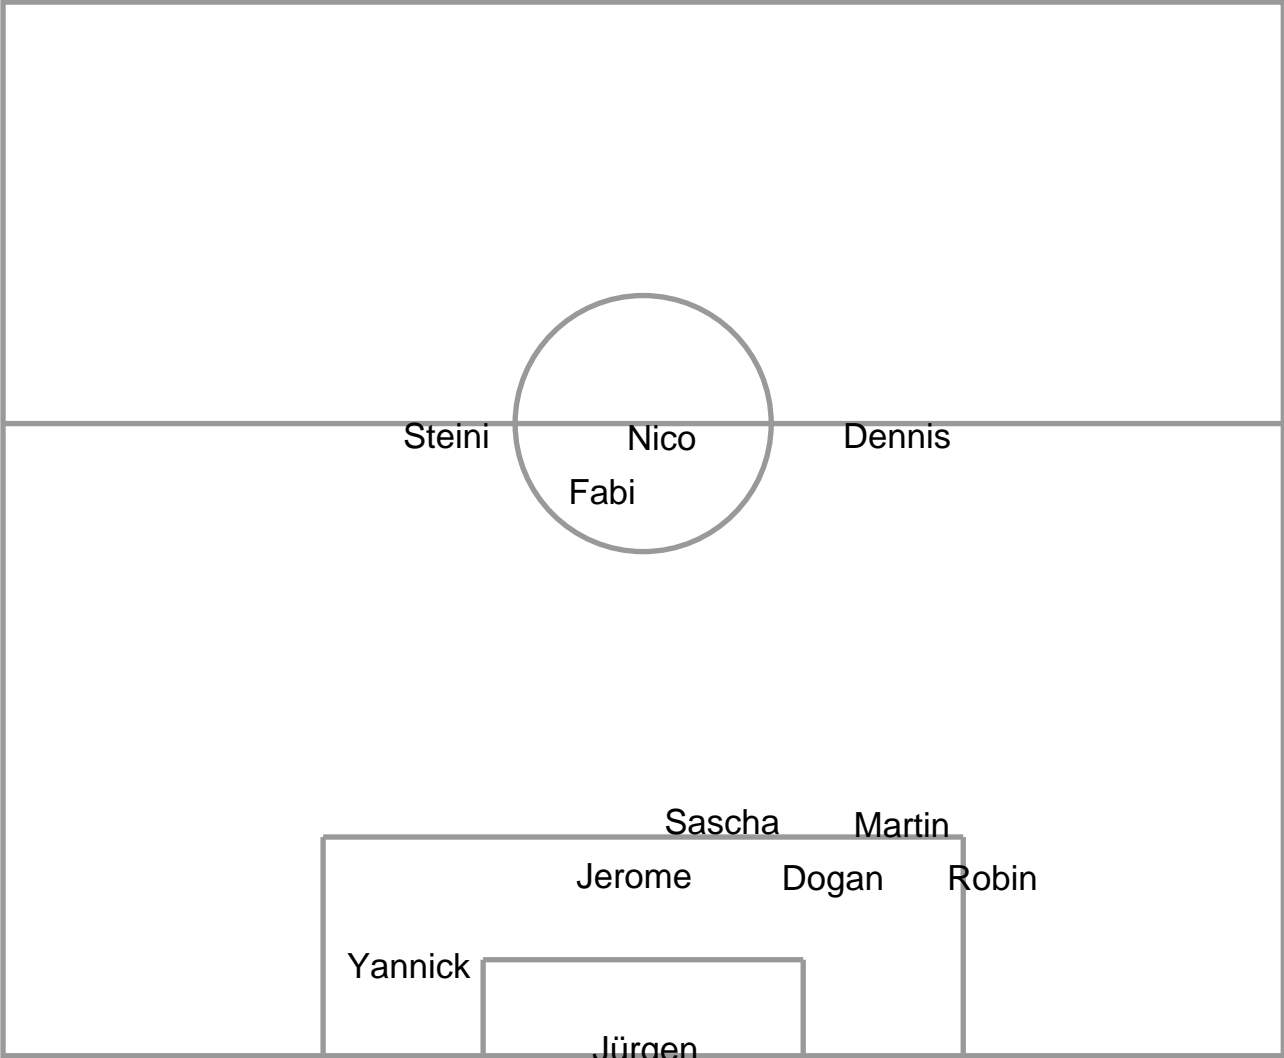 Steini Nico Dennis
Fabi
Sascha Martin
Jerome Dogan Robin
Yannick
Jürgen